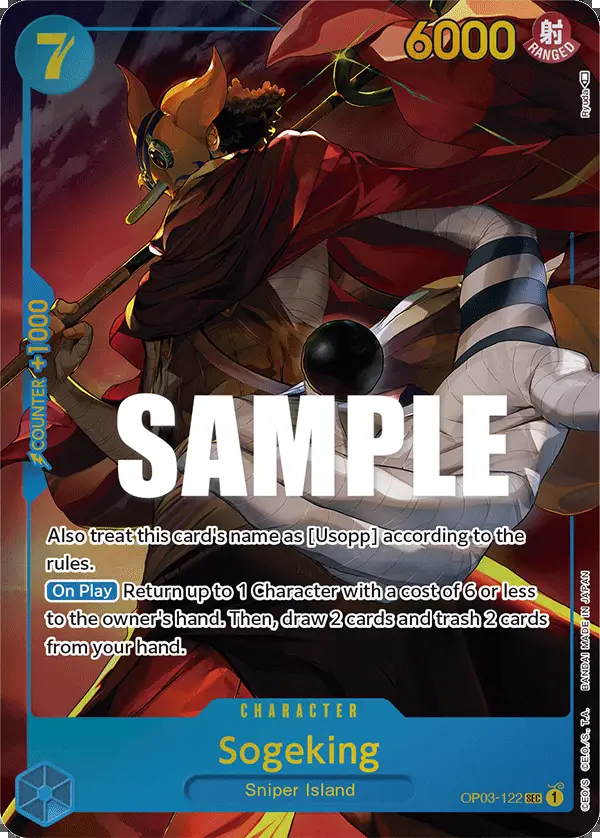 7
6000
射
RANGED
Ryuda
COUNTER +1000
SAMPLE
Also treat this card's name as [Usopp] according to the
rules.
On Play Return up to 1 Character with a cost of 6 or less
to the owner's hand. Then, draw 2 cards and trash 2 cards
from your hand.
CHARACTER
Sogeking
Sniper Island
OP03-122 SEC 1
©EO/S ©E.O./S., T.A. BANDAI MADE IN JAPAN